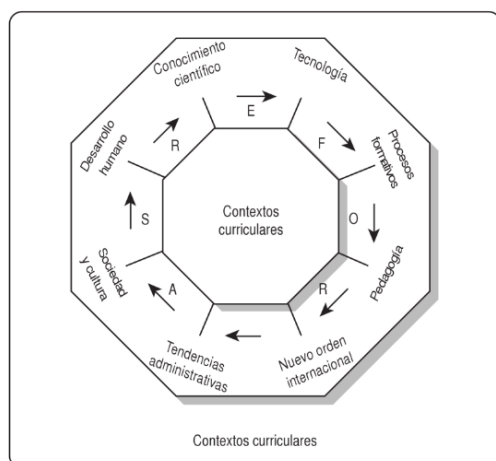 Conocimiento
científico
Tecnología
Procesos
formativos
Pedagogía
Nuevo orden
internacional
Tendencias
administrativas
Sociedad
y cultura
Desarrollo
humano
R
E
F
O
R
A
S
Contextos
curriculares
Contextos curriculares